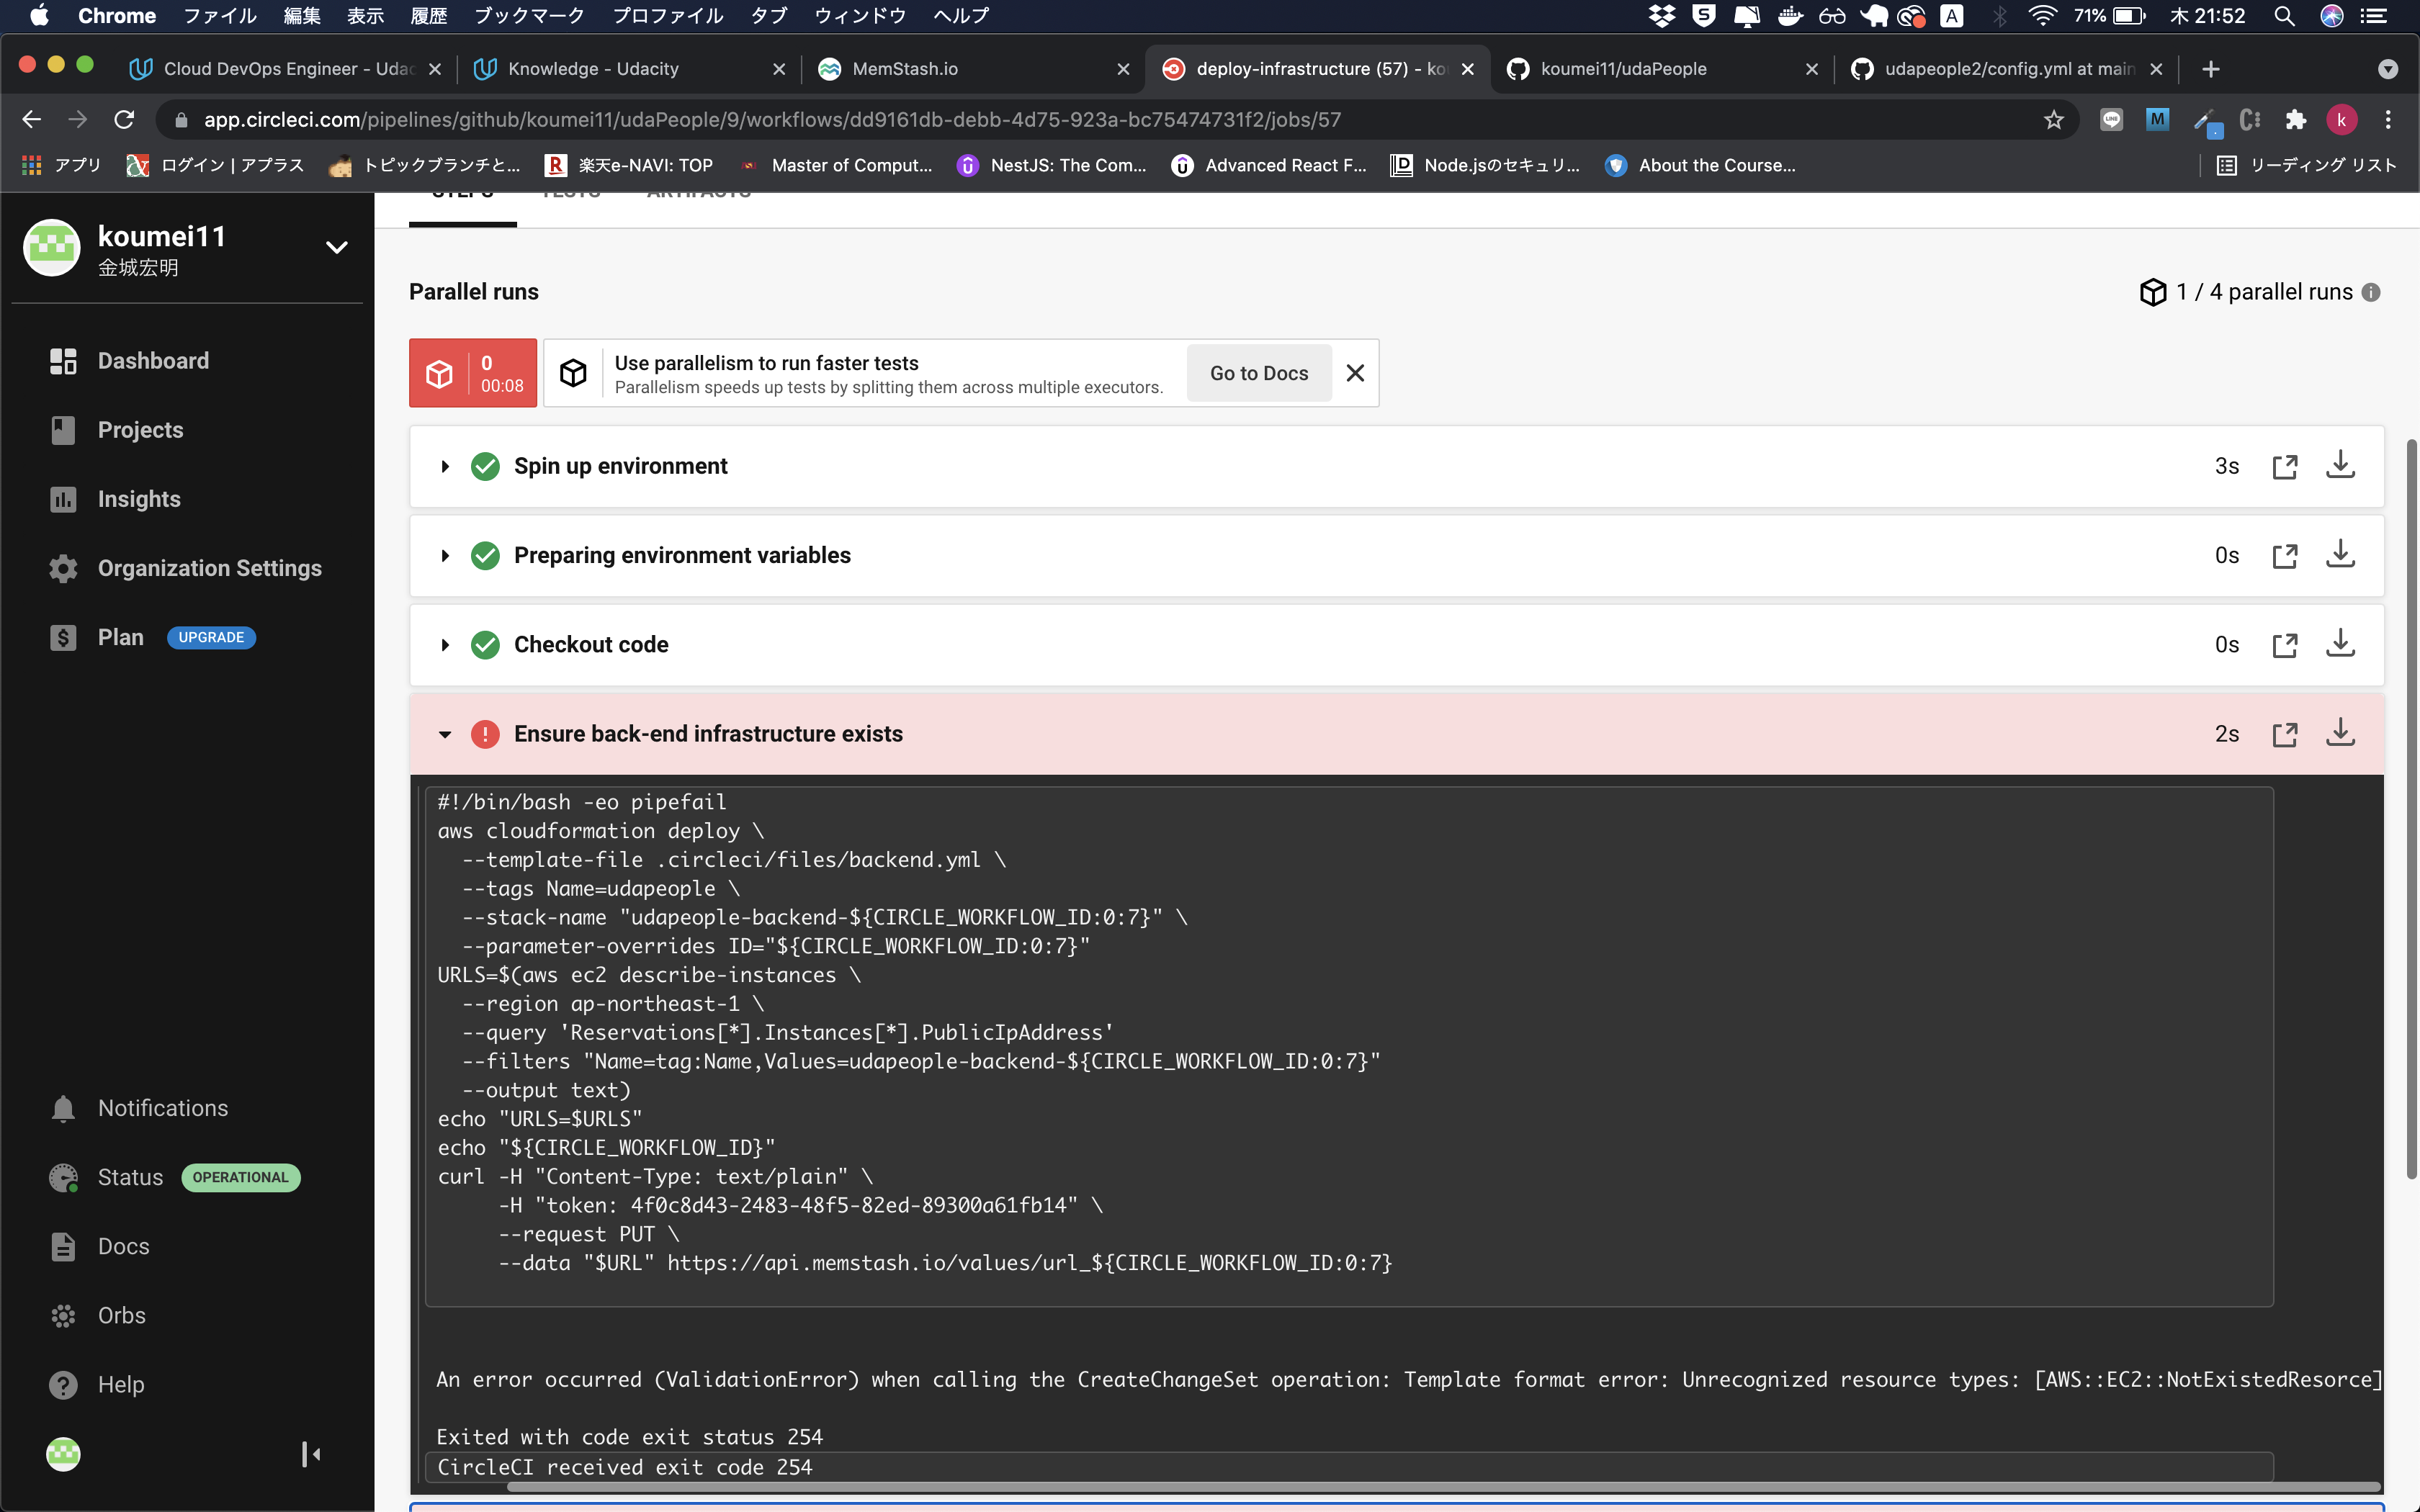 Chrome ファイル 編集 表示 履歴 ブックマーク プロファイル タブ ウィンドウ ヘルプ 71% 木 21:52
Cloud DevOps Engineer - Udac
Knowledge - Udacity
MemStash.io
deploy-infrastructure (57) - ko
koumei11/udaPeople
udapeople2/config.yml at main
app.circleci.com/pipelines/github/koumei11/udaPeople/9/workflows/dd9161db-debb-4d75-923a-bc75474731f2/jobs/57
アプリ ログイン | アプラス トピックブランチと... 楽天e-NAVI: TOP Master of Comput... NestJS: The Com... Advanced React F... Node.jsのセキュリ... About the Course... リーディング リスト
koumei11
金城宏明
Dashboard
Projects
Insights
Organization Settings
Plan UPGRADE
Notifications
Status OPERATIONAL
Docs
Orbs
Help
STEPS TESTS ARTIFACTS
Parallel runs
1 / 4 parallel runs
0
00:08
Use parallelism to run faster tests
Parallelism speeds up tests by splitting them across multiple executors.
Go to Docs
Spin up environment 3s
Preparing environment variables 0s
Checkout code 0s
Ensure back-end infrastructure exists 2s
#!/bin/bash -eo pipefail
aws cloudformation deploy \
--template-file .circleci/files/backend.yml \
--tags Name=udapeople \
--stack-name "udapeople-backend-${CIRCLE_WORKFLOW_ID:0:7}" \
--parameter-overrides ID="${CIRCLE_WORKFLOW_ID:0:7}"
URLS=$(aws ec2 describe-instances \
--region ap-northeast-1 \
--query 'Reservations[*].Instances[*].PublicIpAddress'
--filters "Name=tag:Name,Values=udapeople-backend-${CIRCLE_WORKFLOW_ID:0:7}"
--output text)
echo "URLS=$URLS"
echo "${CIRCLE_WORKFLOW_ID}"
curl -H "Content-Type: text/plain" \
-H "token: 4f0c8d43-2483-48f5-82ed-89300a61fb14" \
--request PUT \
--data "$URL" https://api.memstash.io/values/url_${CIRCLE_WORKFLOW_ID:0:7}
An error occurred (ValidationError) when calling the CreateChangeSet operation: Template format error: Unrecognized resource types: [AWS::EC2::NotExistedResorce]
Exited with code exit status 254
CircleCI received exit code 254